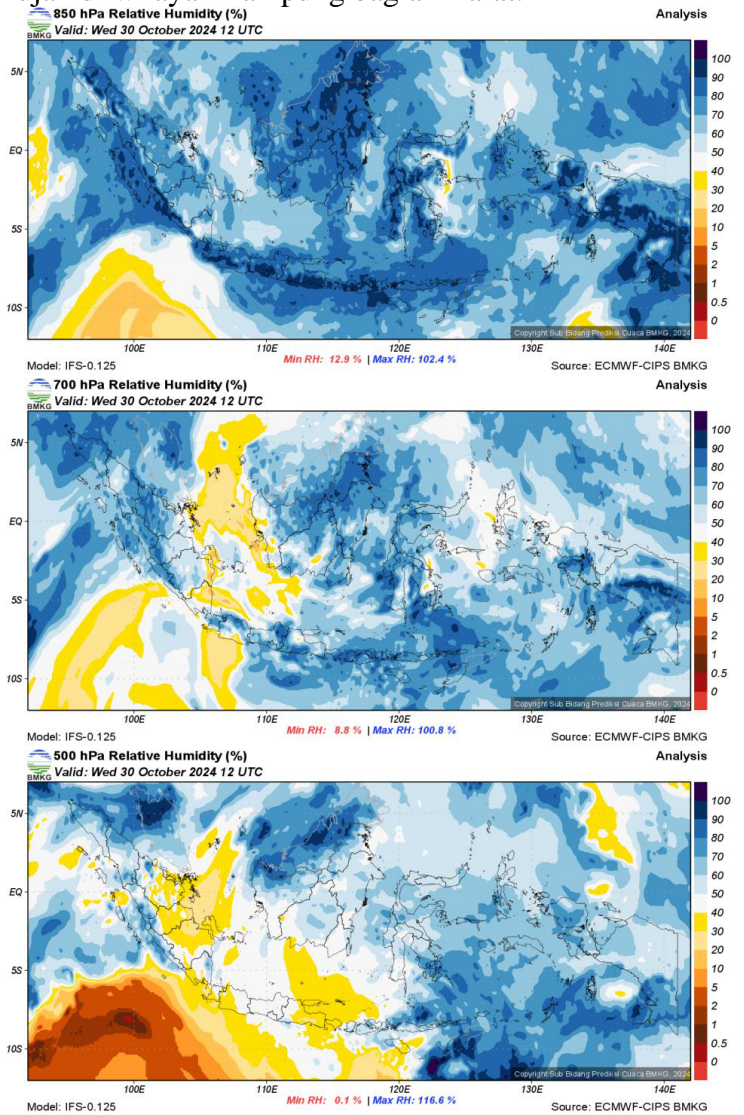 850 hPa Relative Humidity (%) Analysis
BMKG Valid: Wed 30 October 2024 12 UTC
5N
EQ
5S
10S
100
90
80
70
60
50
40
30
20
10
5
2
1
0.5
0
Copyright Sub Bidang Prediksi Cuaca BMKG, 2024
100E 110E 120E 130E 140E
Model: IFS-0.125 Min RH: 12.9 % | Max RH: 102.4 % Source: ECMWF-CIPS BMKG
700 hPa Relative Humidity (%) Analysis
BMKG Valid: Wed 30 October 2024 12 UTC
5N
EQ
5S
10S
100
90
80
70
60
50
40
30
20
10
5
2
1
0.5
0
Copyright Sub Bidang Prediksi Cuaca BMKG, 2024
100E 110E 120E 130E 140E
Model: IFS-0.125 Min RH: 8.8 % | Max RH: 100.8 % Source: ECMWF-CIPS BMKG
500 hPa Relative Humidity (%) Analysis
BMKG Valid: Wed 30 October 2024 12 UTC
5N
EQ
5S
10S
100
90
80
70
60
50
40
30
20
10
5
2
1
0.5
0
Copyright Sub Bidang Prediksi Cuaca BMKG, 2024
100E 110E 120E 130E 140E
Model: IFS-0.125 Min RH: 0.1 % | Max RH: 116.6 % Source: ECMWF-CIPS BMKG